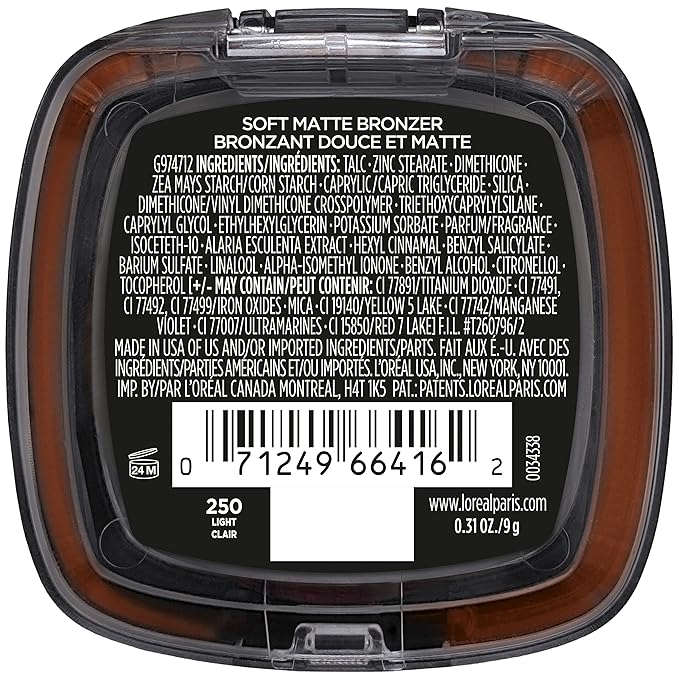 SOFT MATTE BRONZER
BRONZANT DOUCE ET MATTE
G974712 INGREDIENTS/INGRÉDIENTS: TALC • ZINC STEARATE • DIMETHICONE •
ZEA MAYS STARCH/CORN STARCH • CAPRYLIC/CAPRIC TRIGLYCERIDE • SILICA •
DIMETHICONE/VINYL DIMETHICONE CROSSPOLYMER • TRIETHOXYCAPRYLYLSILANE •
CAPRYLYL GLYCOL • ETHYLHEXYLGLYCERIN • POTASSIUM SORBATE • PARFUM/FRAGRANCE •
ISOCETETH-10 • ALARIA ESCULENTA EXTRACT • HEXYL CINNAMAL • BENZYL SALICYLATE •
BARIUM SULFATE • LINALOOL • ALPHA-ISOMETHYL IONONE • BENZYL ALCOHOL • CITRONELLOL •
TOCOPHEROL [+/– MAY CONTAIN/PEUT CONTENIR: CI 77891/TITANIUM DIOXIDE • CI 77491,
CI 77492, CI 77499/IRON OXIDES • MICA • CI 19140/YELLOW 5 LAKE • CI 77742/MANGANESE
VIOLET • CI 77007/ULTRAMARINES • CI 15850/RED 7 LAKE] F.I.L. #T260796/2
MADE IN USA OF US AND/OR IMPORTED INGREDIENTS/PARTS. FAIT AUX É.-U. AVEC DES
INGRÉDIENTS/PARTIES AMÉRICAINS ET/OU IMPORTÉS. L'ORÉAL USA, INC., NEW YORK, NY 10001.
IMP. BY/PAR L'ORÉAL CANADA MONTREAL, H4T 1K5 PAT.: PATENTS.LOREALPARIS.COM
24 M
0 71249 66416 2
0034338
250
LIGHT
CLAIR
www.lorealparis.com
0.31 OZ./9 g